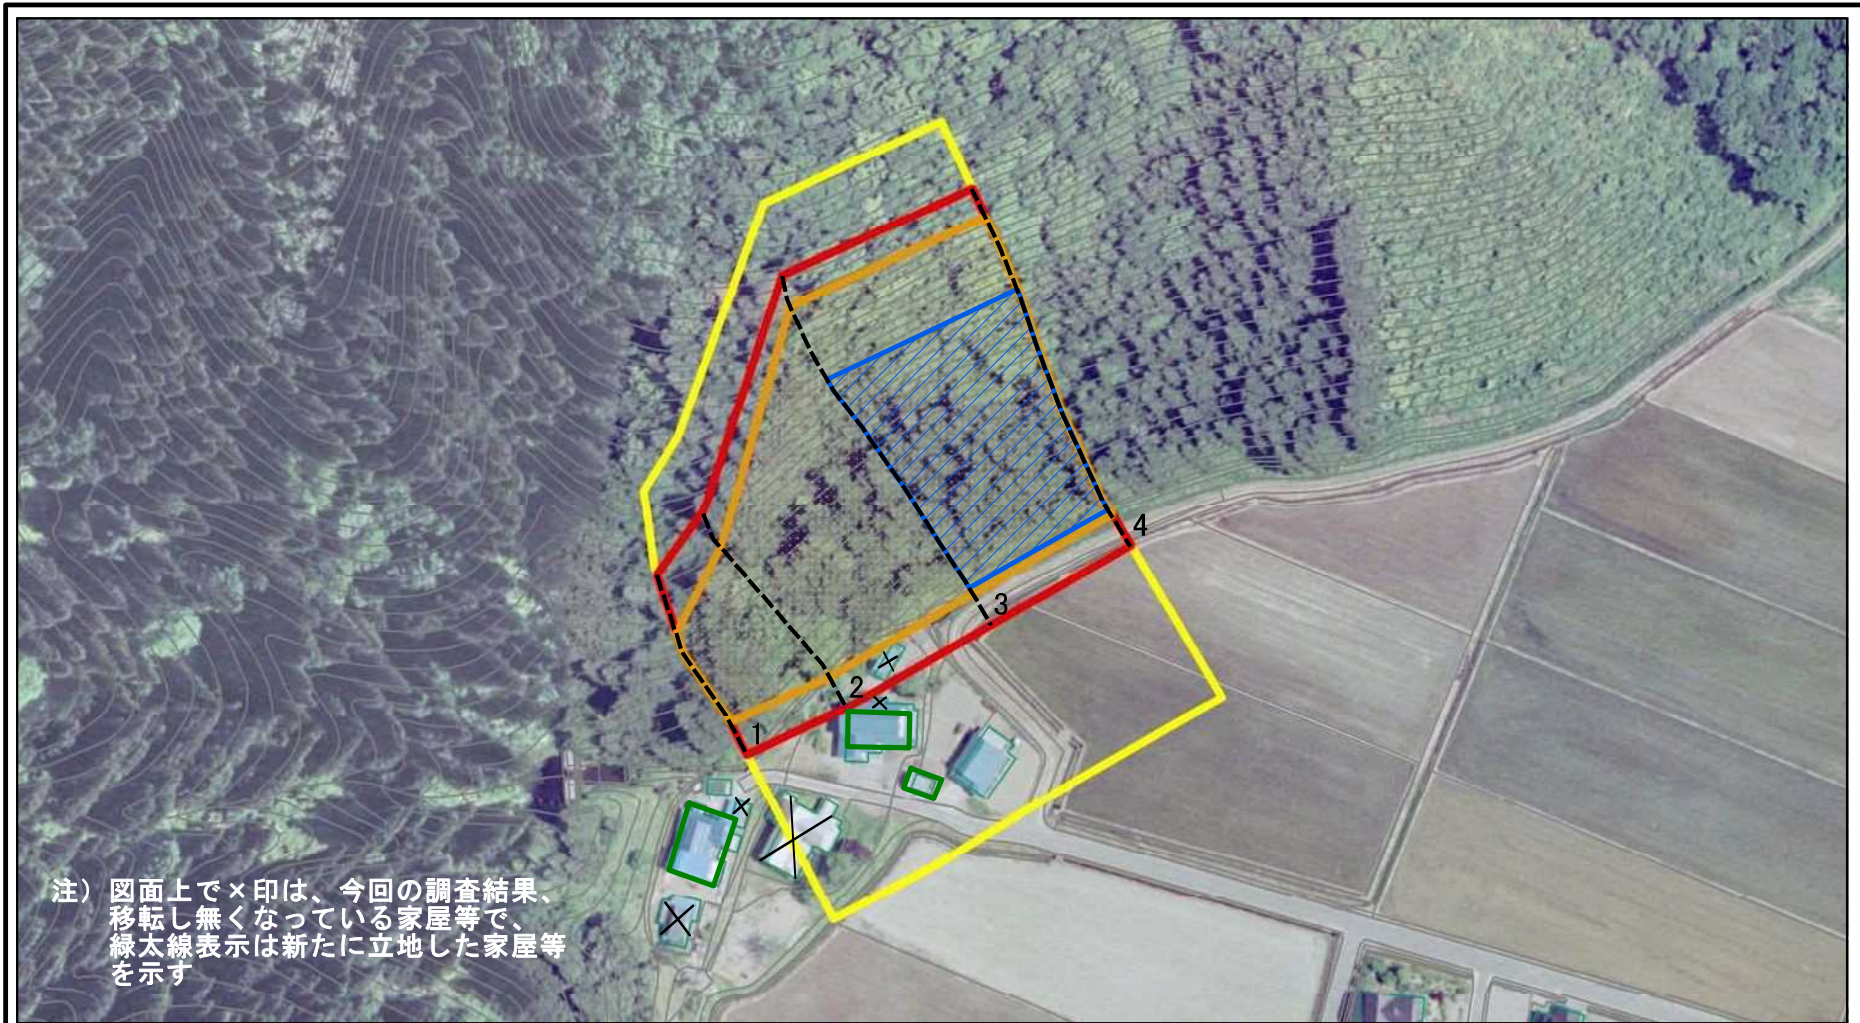 4
3
2
1
注）図面上で×印は、今回の調査結果、
移転し無くなっている家屋等で、
緑太線表示は新たに立地した家屋等
を示す